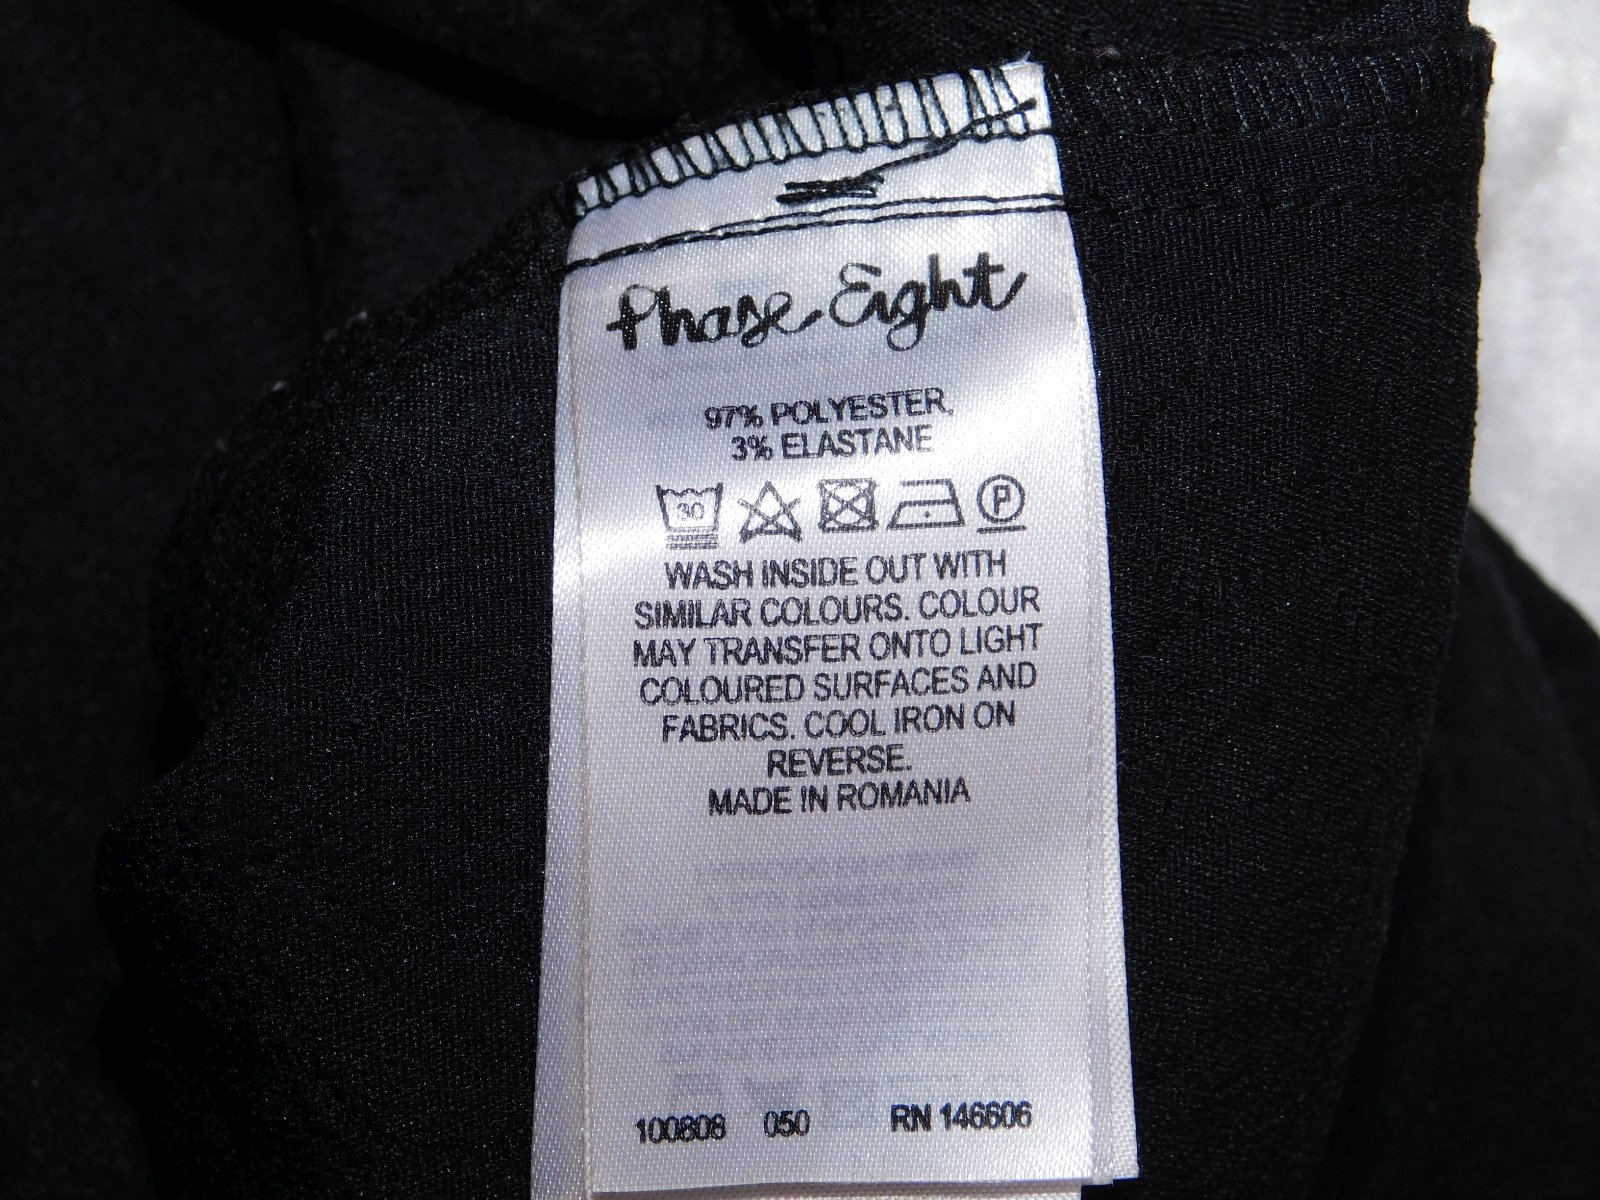 Phase Eight
97% POLYESTER,
3% ELASTANE
30 P
WASH INSIDE OUT WITH
SIMILAR COLOURS. COLOUR
MAY TRANSFER ONTO LIGHT
COLOURED SURFACES AND
FABRICS. COOL IRON ON
REVERSE.
MADE IN ROMANIA
100808 050 RN 146606